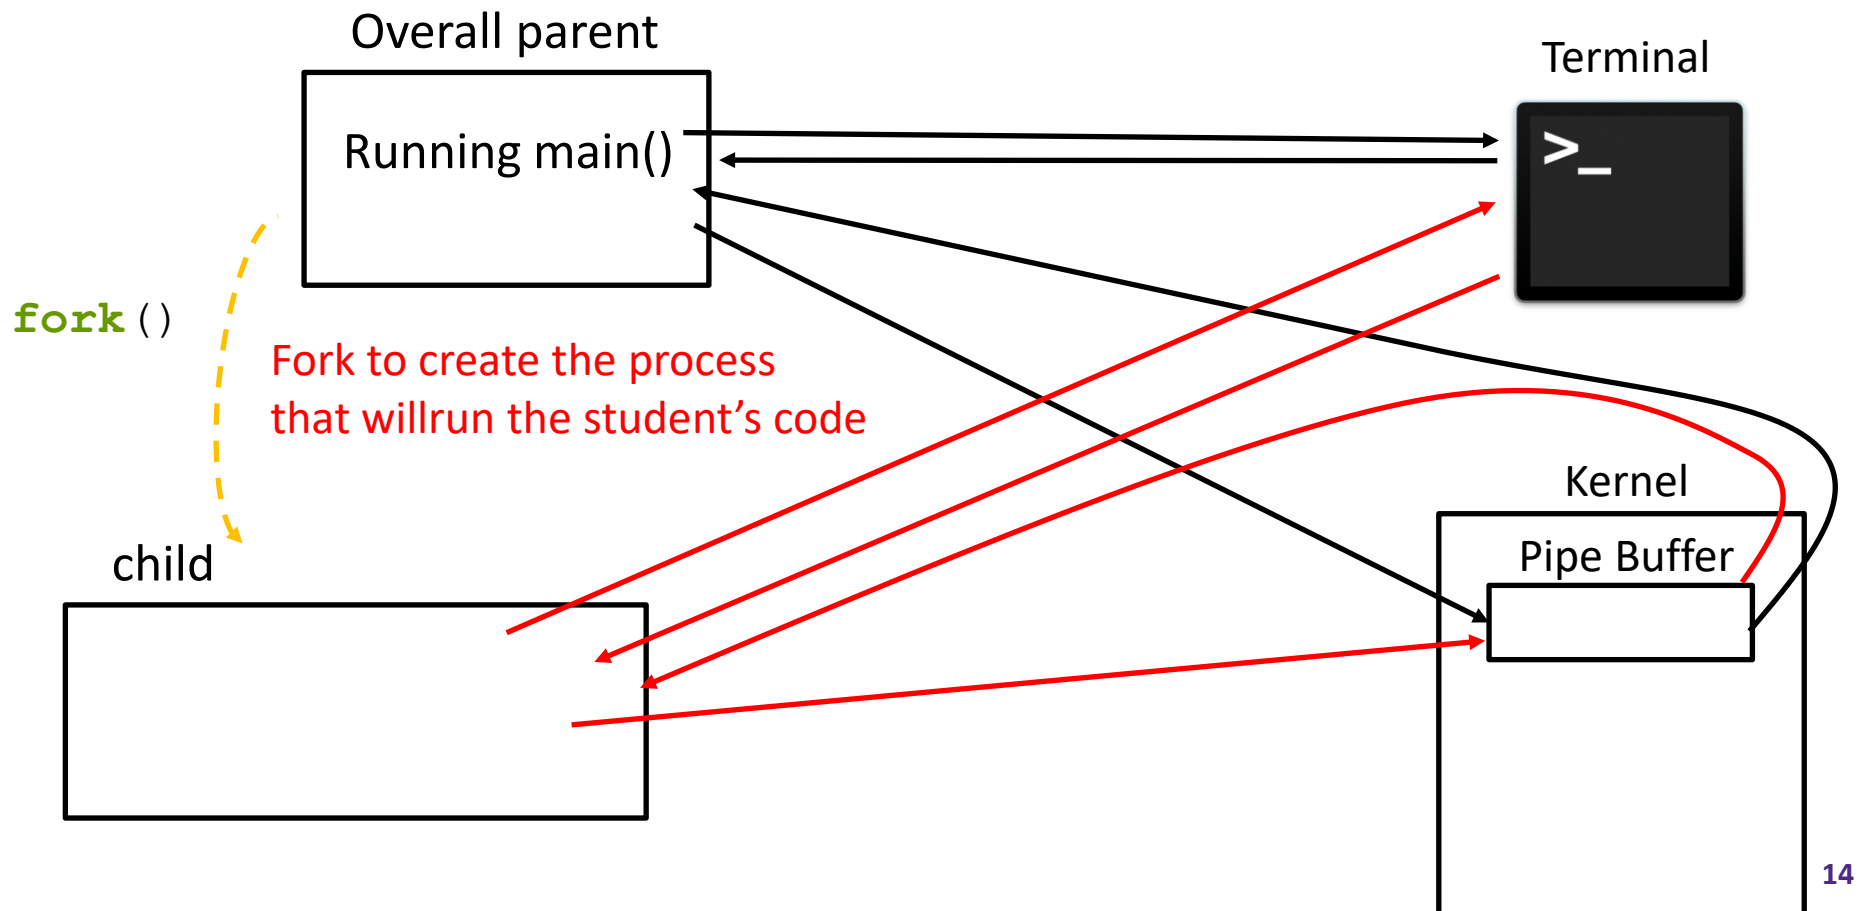 Overall parent
Terminal
Running main()
>_
fork()
Fork to create the process
that willrun the student’s code
Kernel
child
Pipe Buffer
14